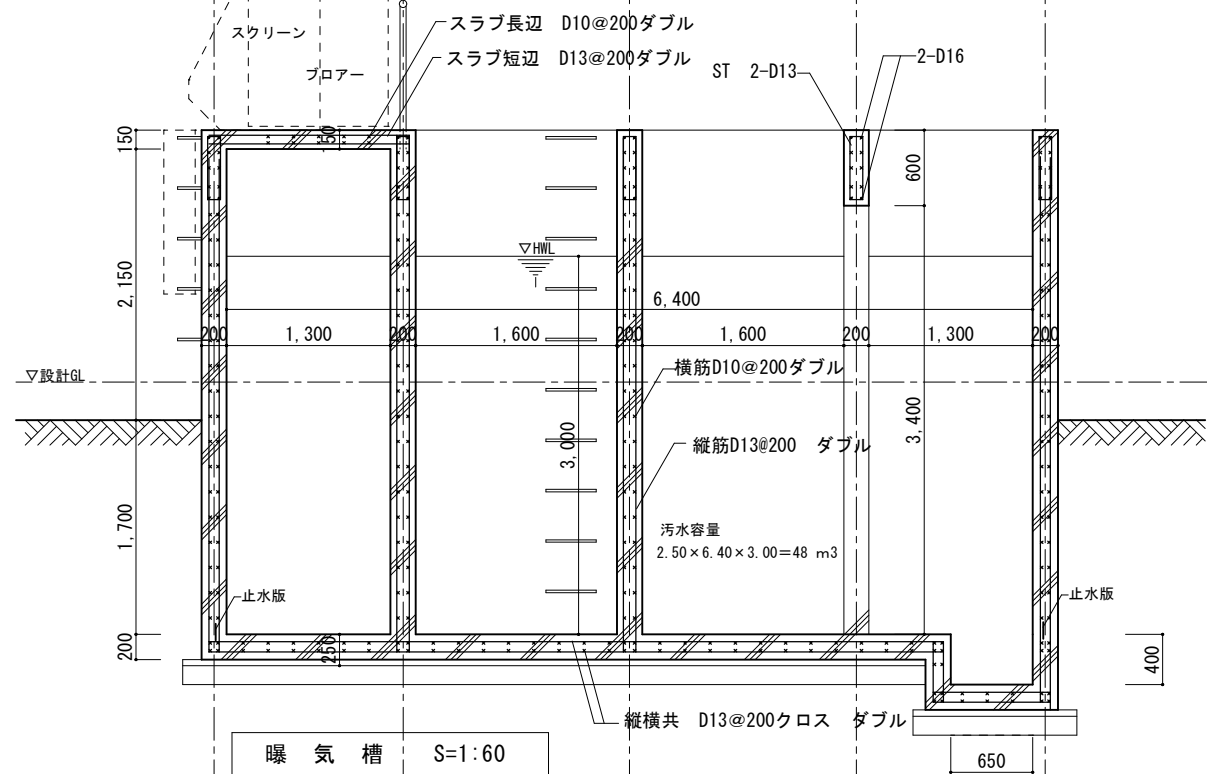 スラブ長辺 D10@200ダブル
スクリーン
スラブ短辺 D13@200ダブル
ブロアー
ST 2-D13
2-D16
150
150
600
▽HWL
2,150
6,400
200
1,300
200
1,600
200
1,600
200
1,300
200
横筋D10@200ダブル
▽設計GL
3,000
3,400
縦筋D13@200 ダブル
1,700
汚水容量
2.50×6.40×3.00=48 m3
止水版
止水版
200
250
400
縦横共 D13@200クロス ダブル
曝気槽 S=1:60
650